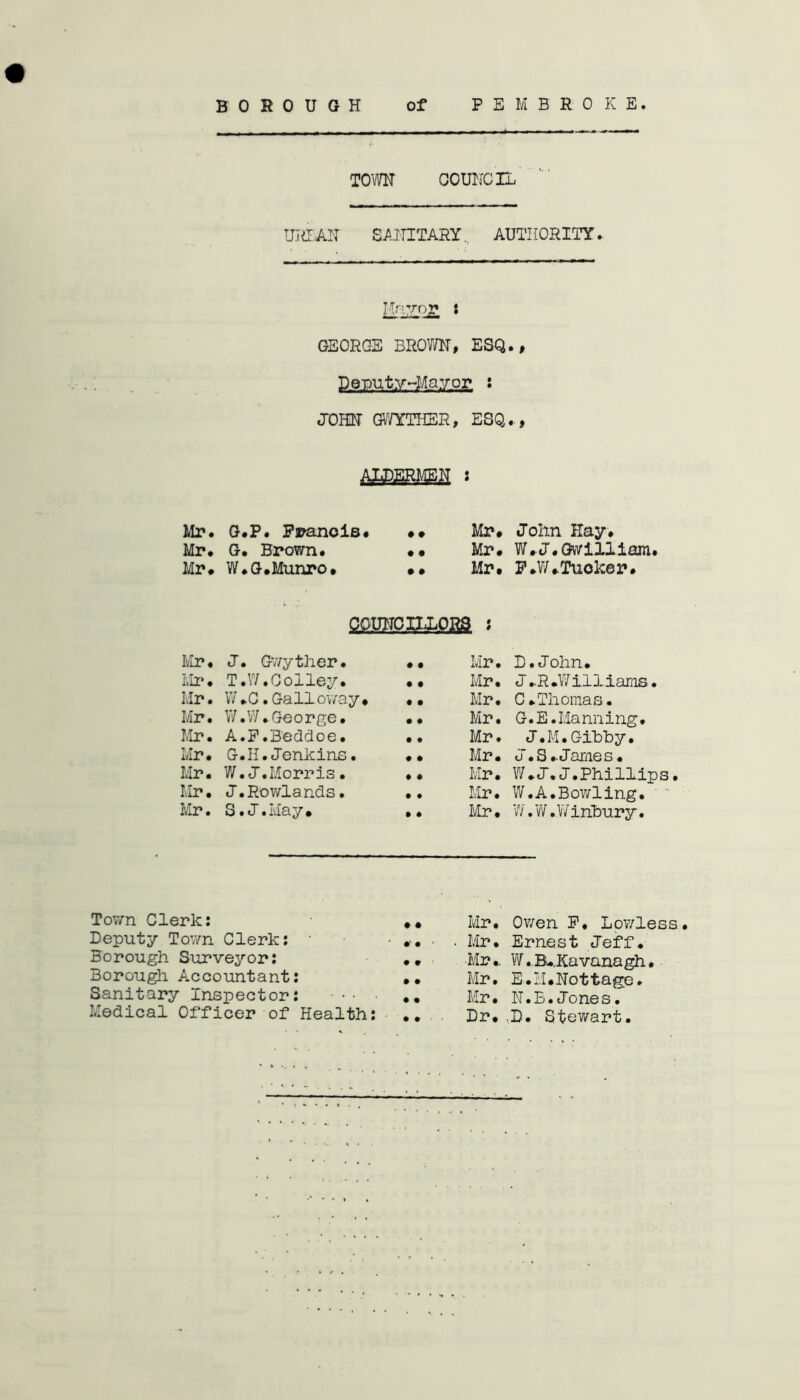 BOROUGH of PEMBROKE.
TOWN COUNCIL
URBAN SANITARY AUTHORITY.
Mayor :
GEORGE BROWN, ESQ.,
Deputy-Mayor :
JOHN GWYTHER, ESQ.,
ALDERMEN :
Mr. G.P. Francis. .. Mr. John Hay.
Mr. G. Brown. .. Mr. W.J.Gwilliam.
Mr. W.G.Munro. .. Mr. F.W.Tucker.
COUNCILLORS :
Mr. J. Gwyther. .. Mr. D.John.
Mr. T.W.Colley. .. Mr. J.R.Williams.
Mr. W.C.Galloway. .. Mr. C.Thomas.
Mr. W.W.George. .. Mr. G.E.Manning.
Mr. A.F.Beddoe. .. Mr. J.M.Gibby.
Mr. G.H.Jenkins. .. Mr. J.S.James.
Mr. W.J.Morris. .. Mr. W.J.J.Phillips.
Mr. J.Rowlands. .. Mr. W.A.Bowling.
Mr. S.J.May. .. Mr. W.W.Winbury.
Town Clerk: .. Mr. Owen P. Lowless.
Deputy Town Clerk: .. Mr. Ernest Jeff.
Borough Surveyor: .. Mr. W.B.Kavanagh.
Borough Accountant: .. Mr. E.M.Nottage.
Sanitary Inspector: .. Mr. N.B.Jones.
Medical Officer of Health: .. Dr. D. Stewart.